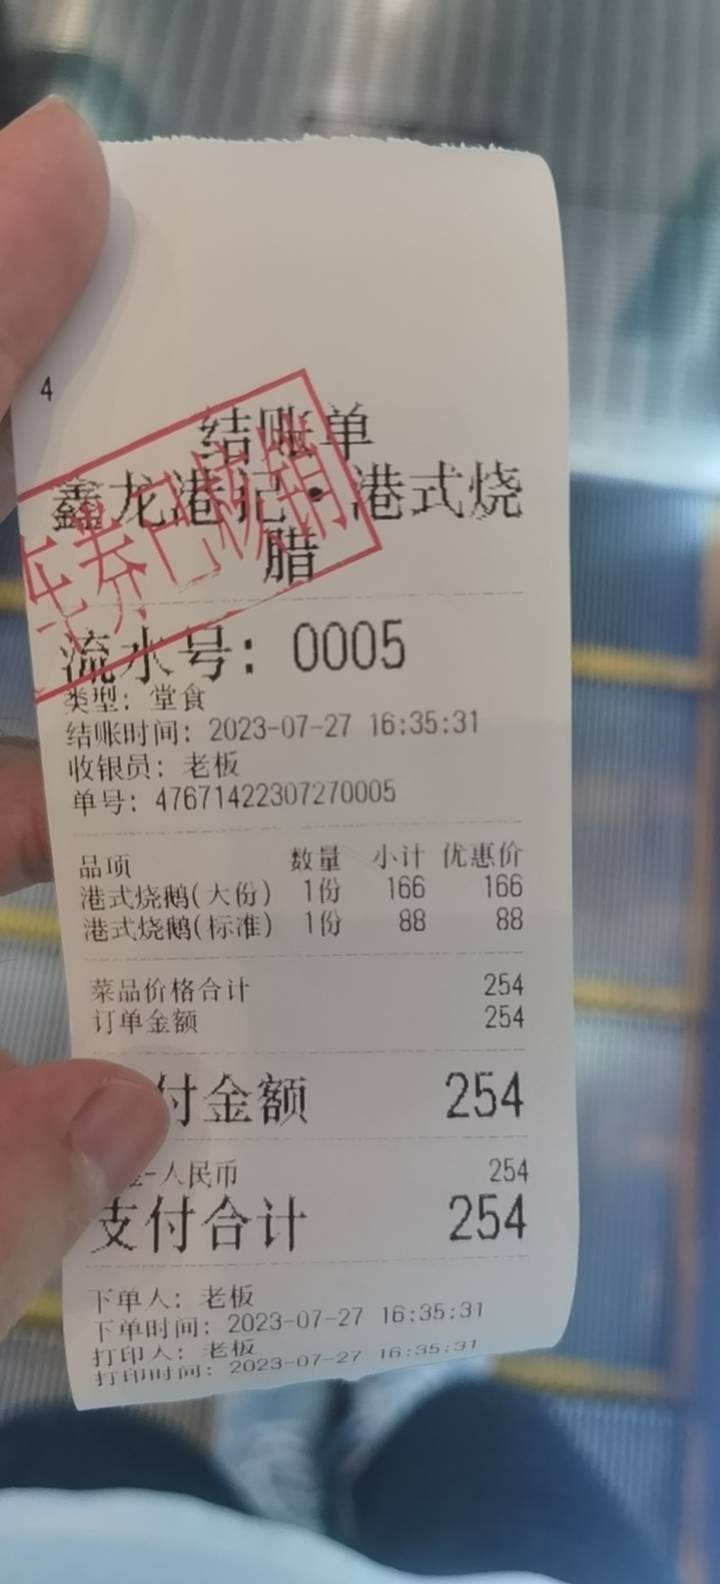 4
结账单
鑫龙港记·港式烧
腊
车券已核销
流水号: 0005
类型: 堂食
结账时间: 2023-07-27 16:35:31
收银员: 老板
单号: 47671422307270005
品项 数量 小计 优惠价
港式烧鹅(大份) 1份 166 166
港式烧鹅(标准) 1份 88 88
菜品价格合计 254
订单金额 254
付金额 254
-人民币 254
支付合计 254
下单人: 老板
下单时间: 2023-07-27 16:35:31
打印人: 老板
打印时间: 2023-07-27 16:35:31